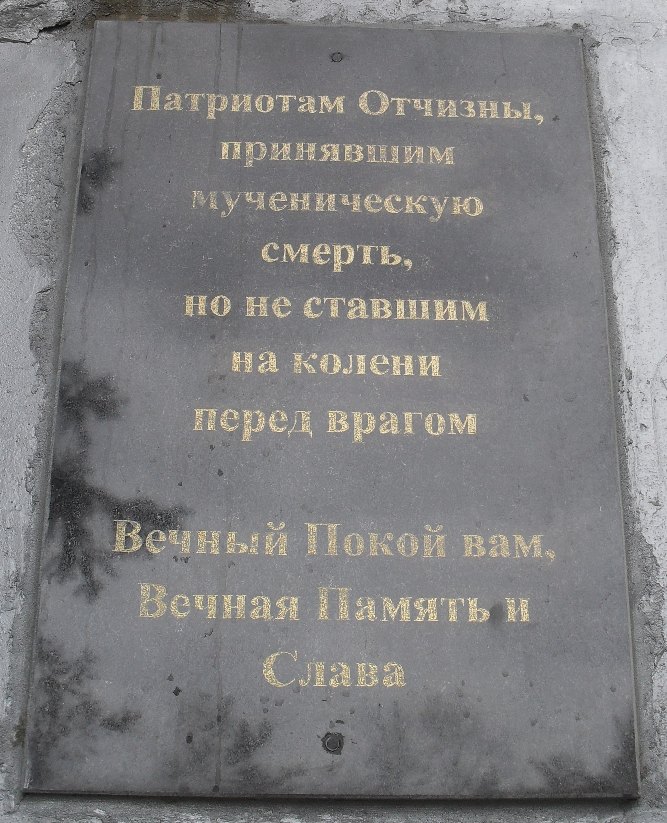 Патриотам Отчизны,
принявшим
мученическую
смерть,
но не ставшим
на колени
перед врагом
Вечный Покой вам,
Вечная Память и
Слава